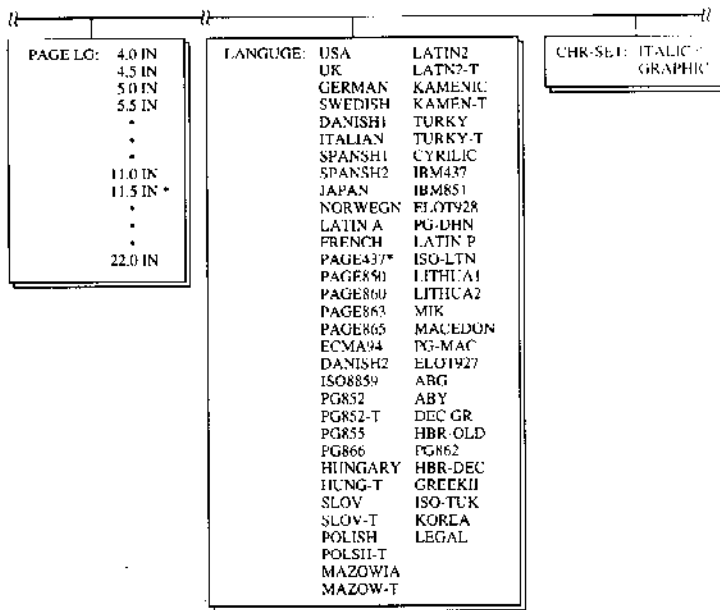 PAGE LG: 4.0 IN
4.5 IN
5.0 IN
5.5 IN
•
•
•
11.0 IN
11.5 IN *
•
•
•
22.0 IN
LANGUGE: USA LATIN2
UK LATN2-T
GERMAN KAMENIC
SWEDISH KAMEN-T
DANISH1 TURKY
ITALIAN TURKY-T
SPANSH1 CYRILIC
SPANSH2 IBM437
JAPAN IBM851
NORWEGN ELOT928
LATIN A PG-DHN
FRENCH LATIN P
PAGE437* ISO-LTN
PAGE850 LITHUA1
PAGE860 LITHUA2
PAGE863 MIK
PAGE865 MACEDON
ECMA94 PG-MAC
DANISH2 ELOT927
ISO8859 ABG
PG852 ABY
PG852-T DEC GR
PG855 HBR-OLD
PG866 PG862
HUNGARY HBR-DEC
HUNG-T GREEKII
SLOV ISO-TUK
SLOV-T KOREA
POLISH LEGAL
POLSH-T
MAZOWIA
MAZOW-T
CHR-SET: ITALIC
GRAPHIC